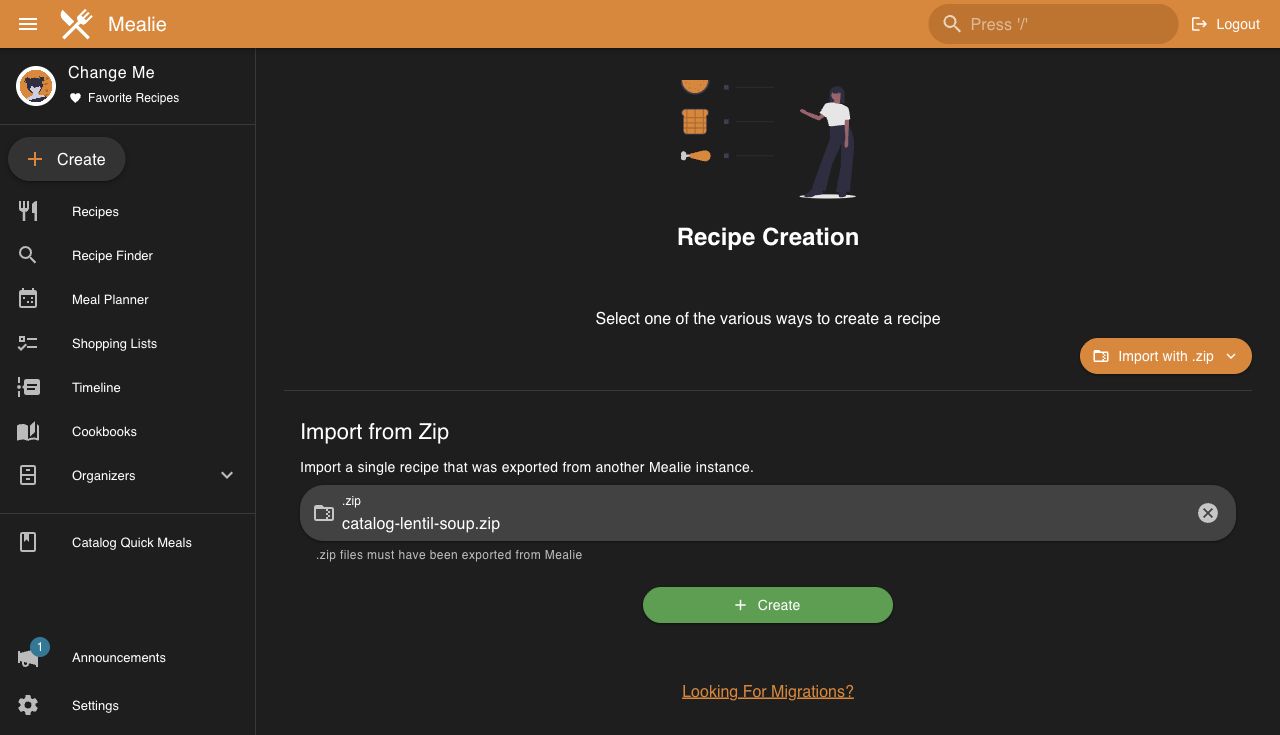 Mealie
Press '/'
Logout
Change Me
Favorite Recipes
Create
Recipes
Recipe Finder
Meal Planner
Shopping Lists
Timeline
Cookbooks
Organizers
Catalog Quick Meals
1
Announcements
Settings
Recipe Creation
Select one of the various ways to create a recipe
Import with .zip
Import from Zip
Import a single recipe that was exported from another Mealie instance.
.zip
catalog-lentil-soup.zip
.zip files must have been exported from Mealie
Create
Looking For Migrations?